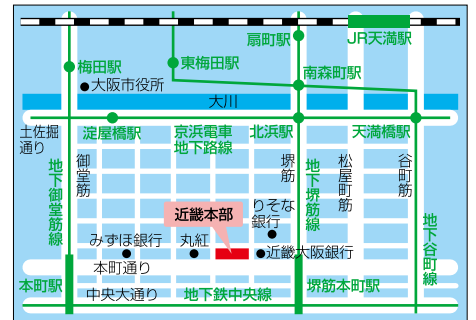 扇町駅
JR天満駅
梅田駅
東梅田駅
南森町駅
大阪市役所
大川
土佐堀
通り
淀屋橋駅
京浜電車
地下路線
北浜駅
天満橋駅
地下御堂筋線
御堂筋
堺筋
地下堺筋線
松屋町筋
谷町筋
地下谷町線
りそな
銀行
近畿本部
みずほ銀行
丸紅
近畿大阪銀行
本町通り
本町駅
中央大通り
地下鉄中央線
堺筋本町駅